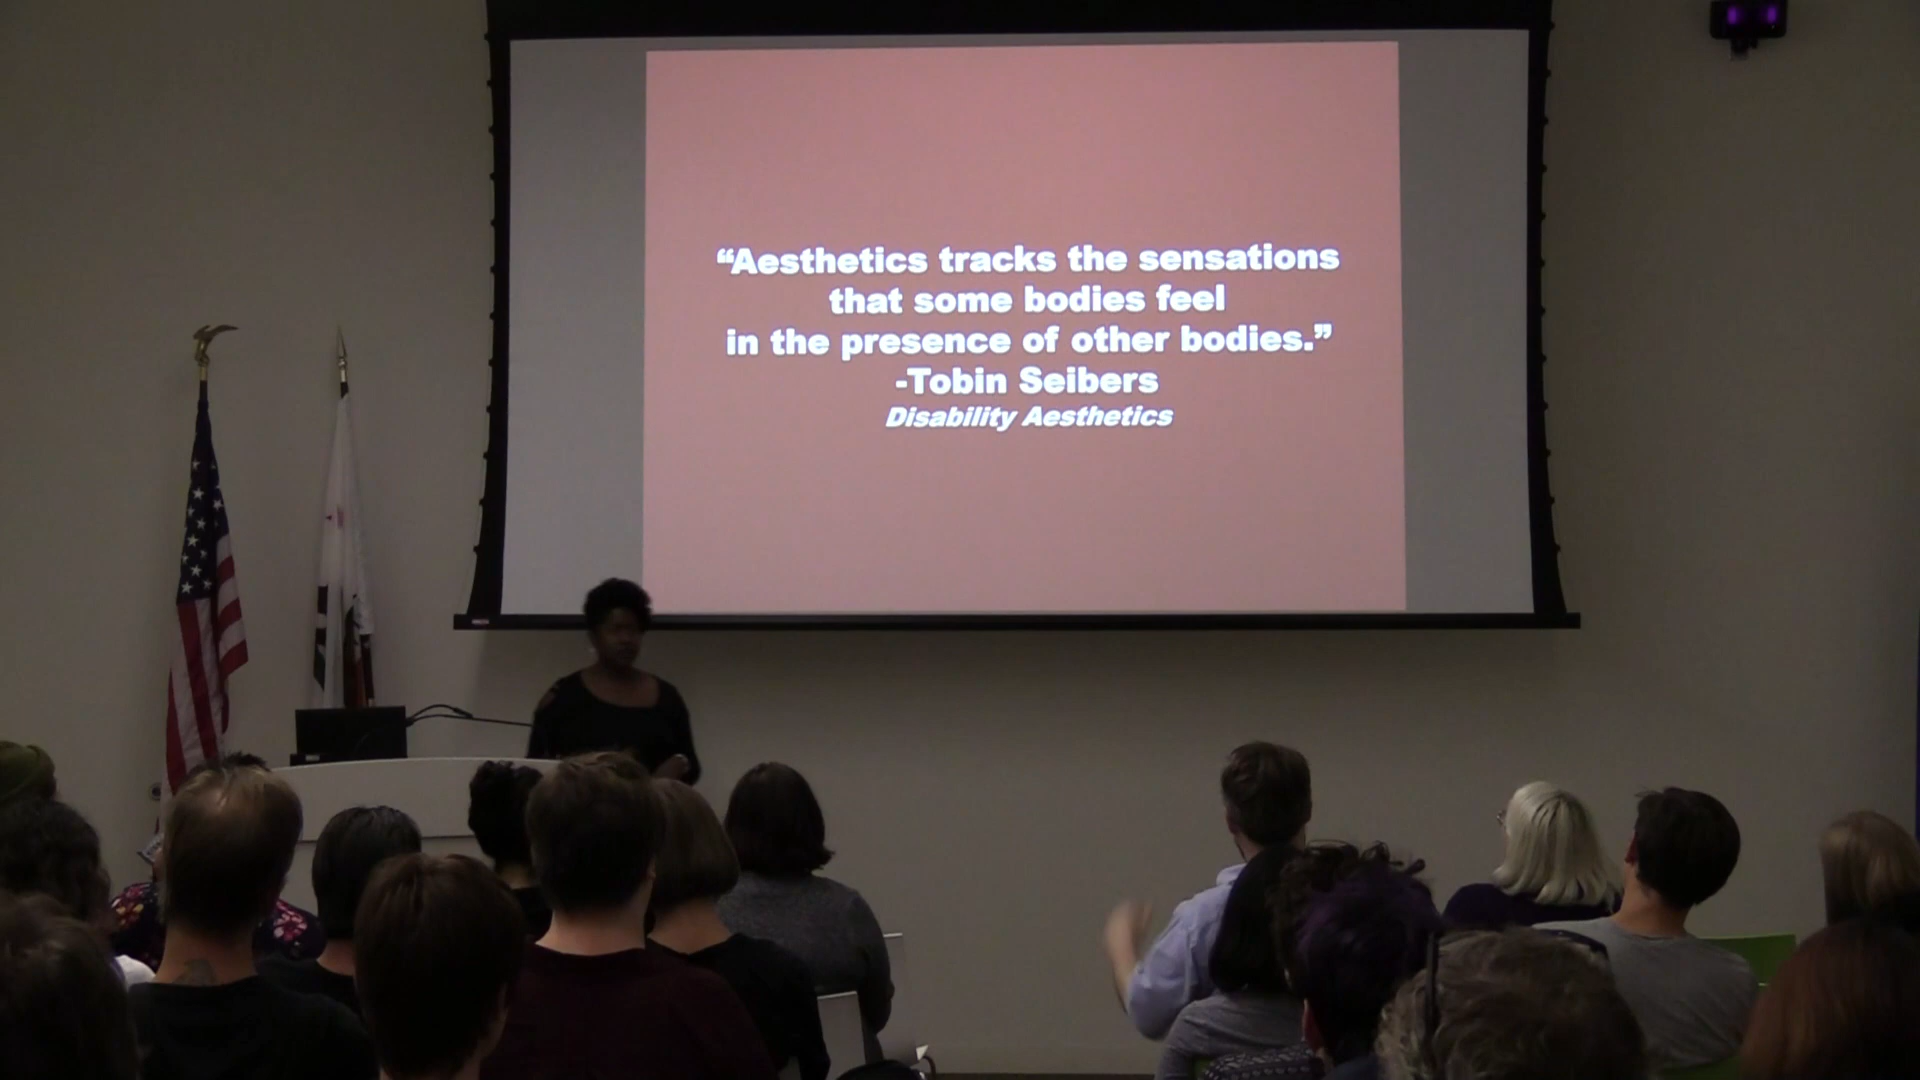 “Aesthetics tracks the sensations
that some bodies feel
in the presence of other bodies.”
-Tobin Seibers
Disability Aesthetics